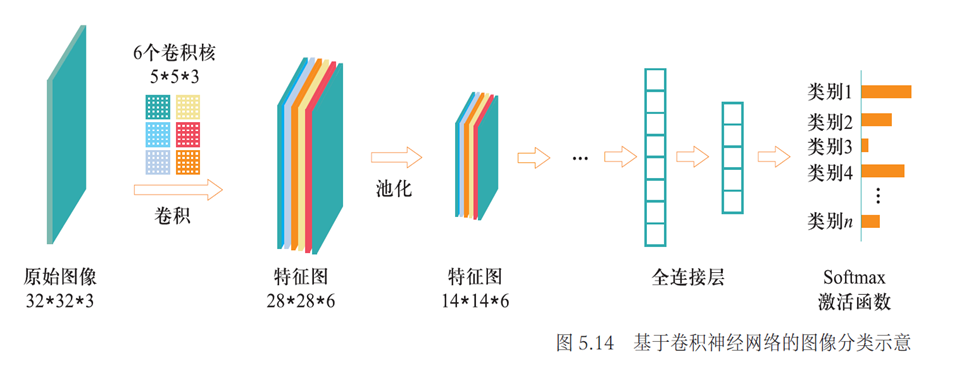 6个卷积核
5*5*3
卷积
原始图像
32*32*3
特征图
28*28*6
池化
特征图
14*14*6
...
全连接层
类别1
类别2
类别3
类别4
⋮
类别n
Softmax
激活函数
图 5.14 基于卷积神经网络的图像分类示意